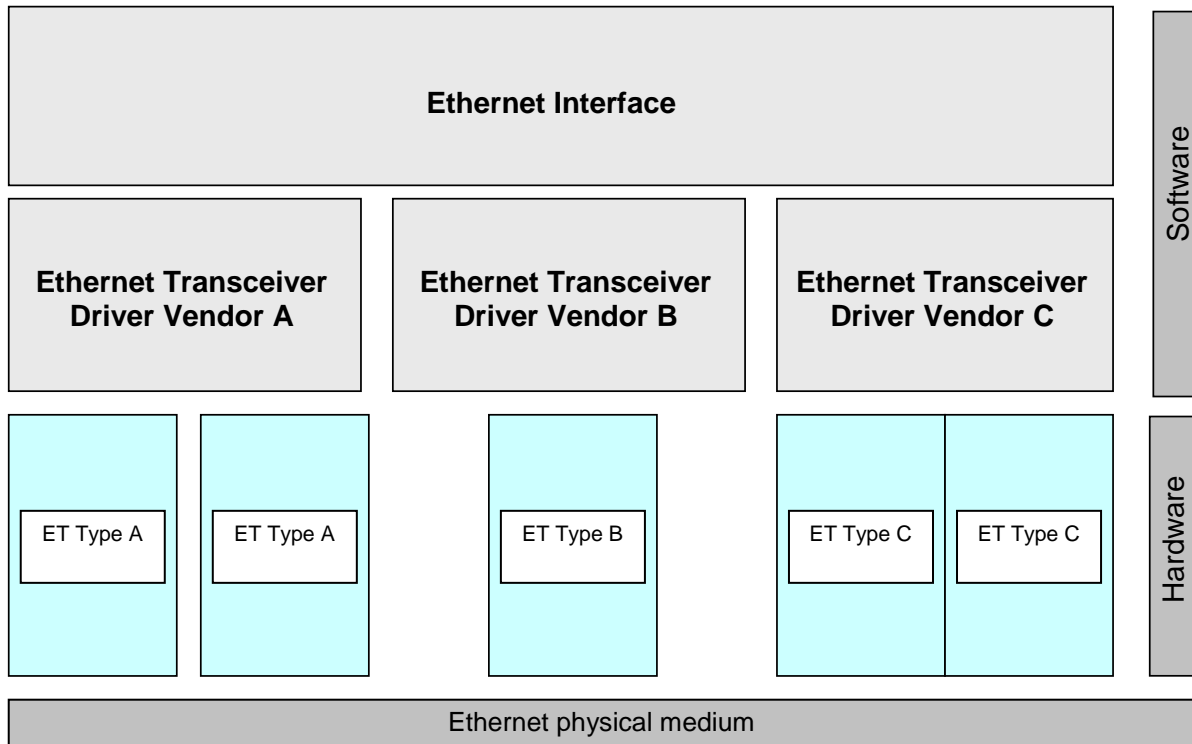 Ethernet Interface
Software
Ethernet Transceiver
Driver Vendor A
Ethernet Transceiver
Driver Vendor B
Ethernet Transceiver
Driver Vendor C
ET Type A
ET Type A
ET Type B
ET Type C
ET Type C
Hardware
Ethernet physical medium